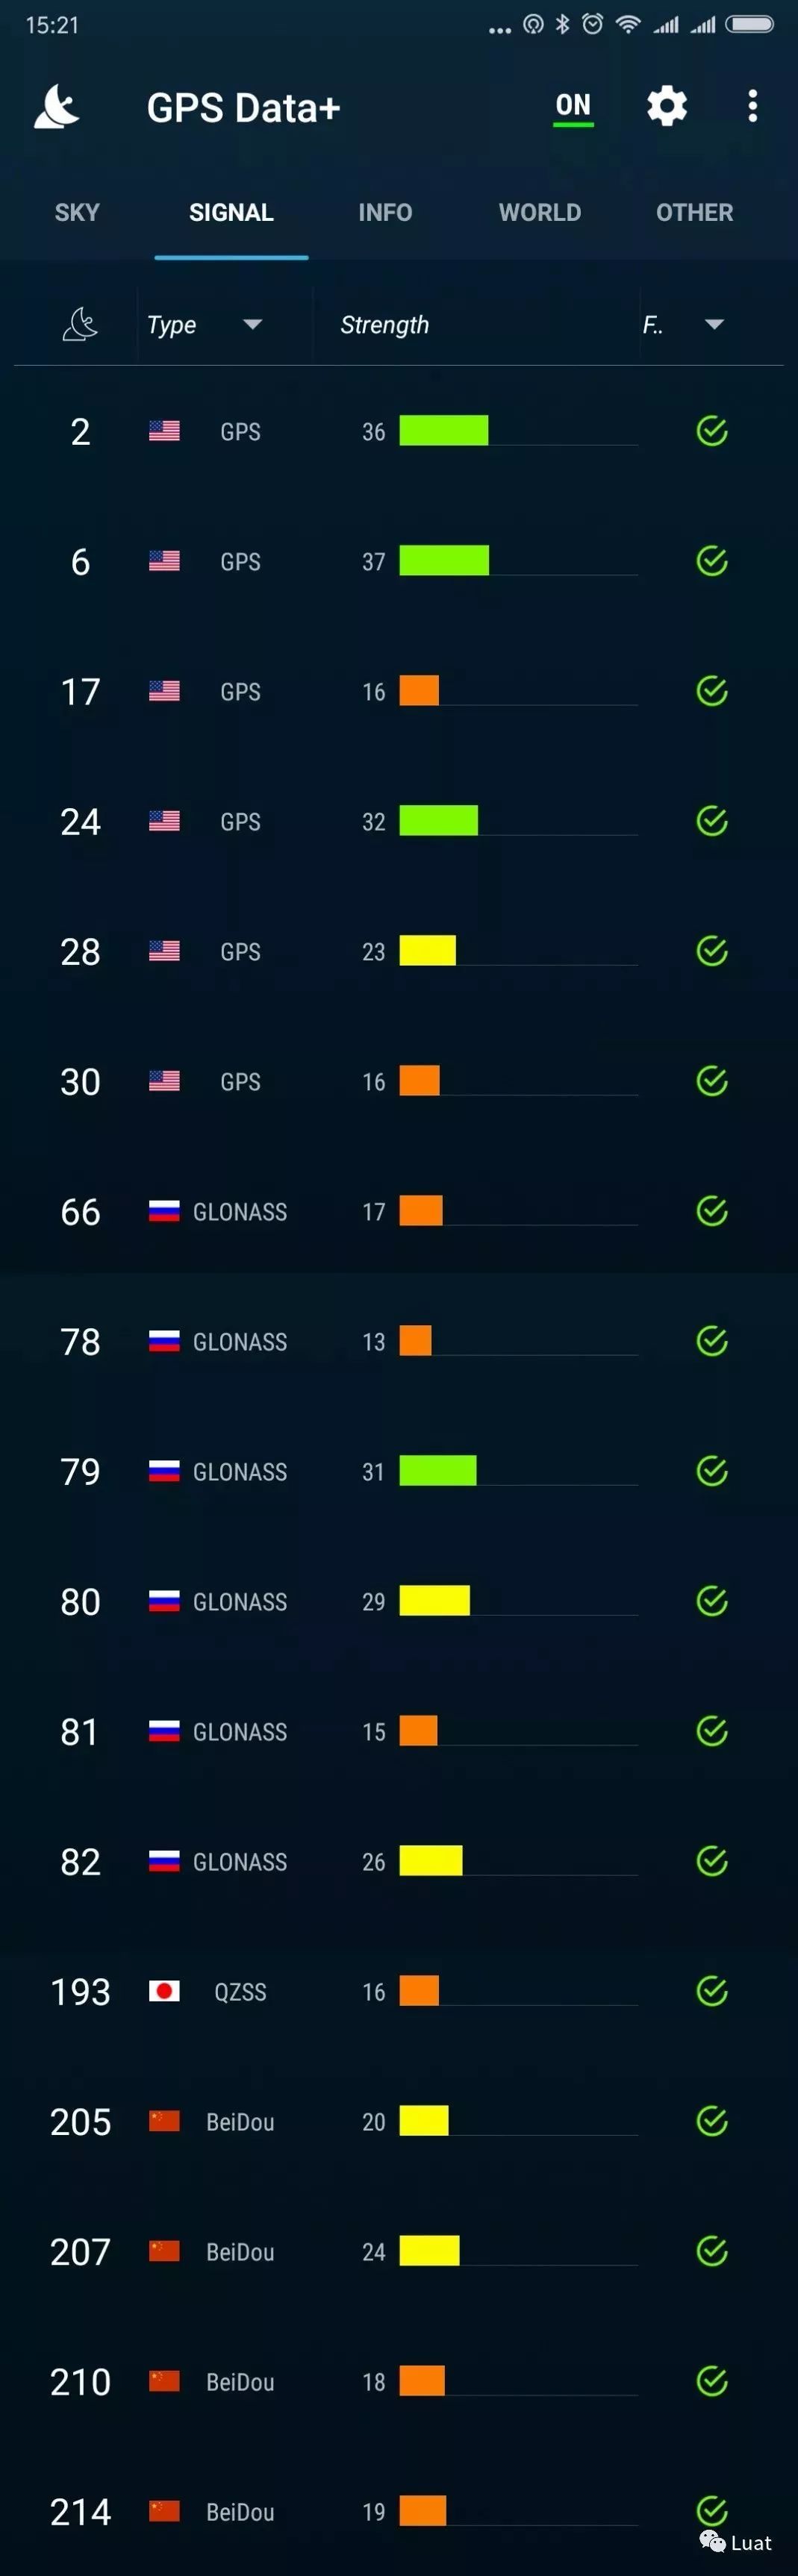 15:21
GPS Data+ ON
SKY SIGNAL INFO WORLD OTHER
Type Strength F..
2 GPS 36
6 GPS 37
17 GPS 16
24 GPS 32
28 GPS 23
30 GPS 16
66 GLONASS 17
78 GLONASS 13
79 GLONASS 31
80 GLONASS 29
81 GLONASS 15
82 GLONASS 26
193 QZSS 16
205 BeiDou 20
207 BeiDou 24
210 BeiDou 18
214 BeiDou 19
Luat